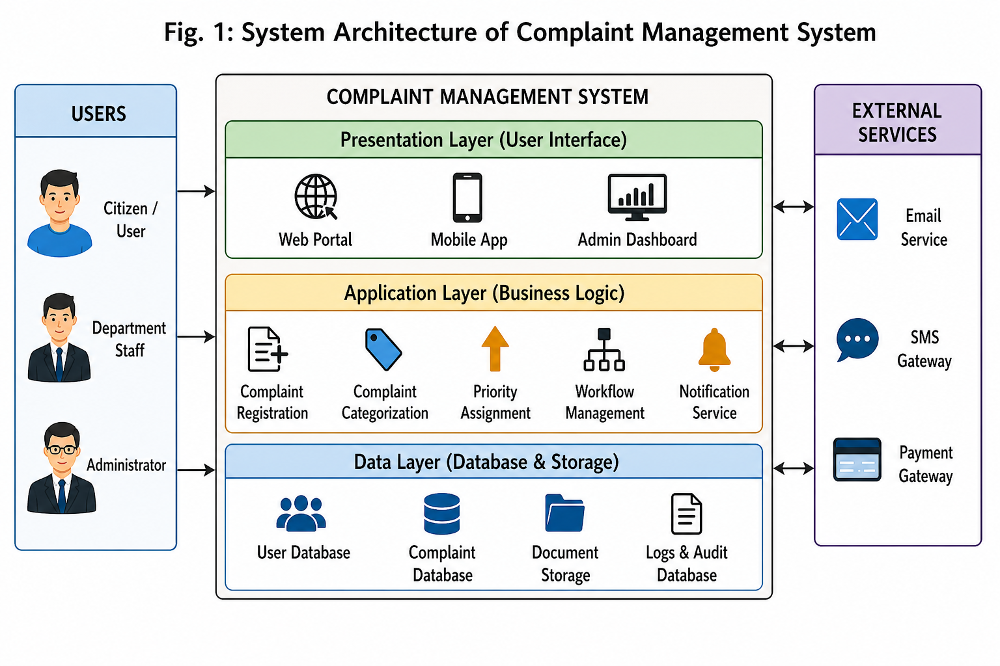 Fig. 1: System Architecture of Complaint Management System
USERS
Citizen /
User
Department
Staff
Administrator
COMPLAINT MANAGEMENT SYSTEM
Presentation Layer (User Interface)
Web Portal
Mobile App
Admin Dashboard
Application Layer (Business Logic)
Complaint
Registration
Complaint
Categorization
Priority
Assignment
Workflow
Management
Notification
Service
Data Layer (Database & Storage)
User Database
Complaint
Database
Document
Storage
Logs & Audit
Database
EXTERNAL
SERVICES
Email
Service
SMS
Gateway
Payment
Gateway